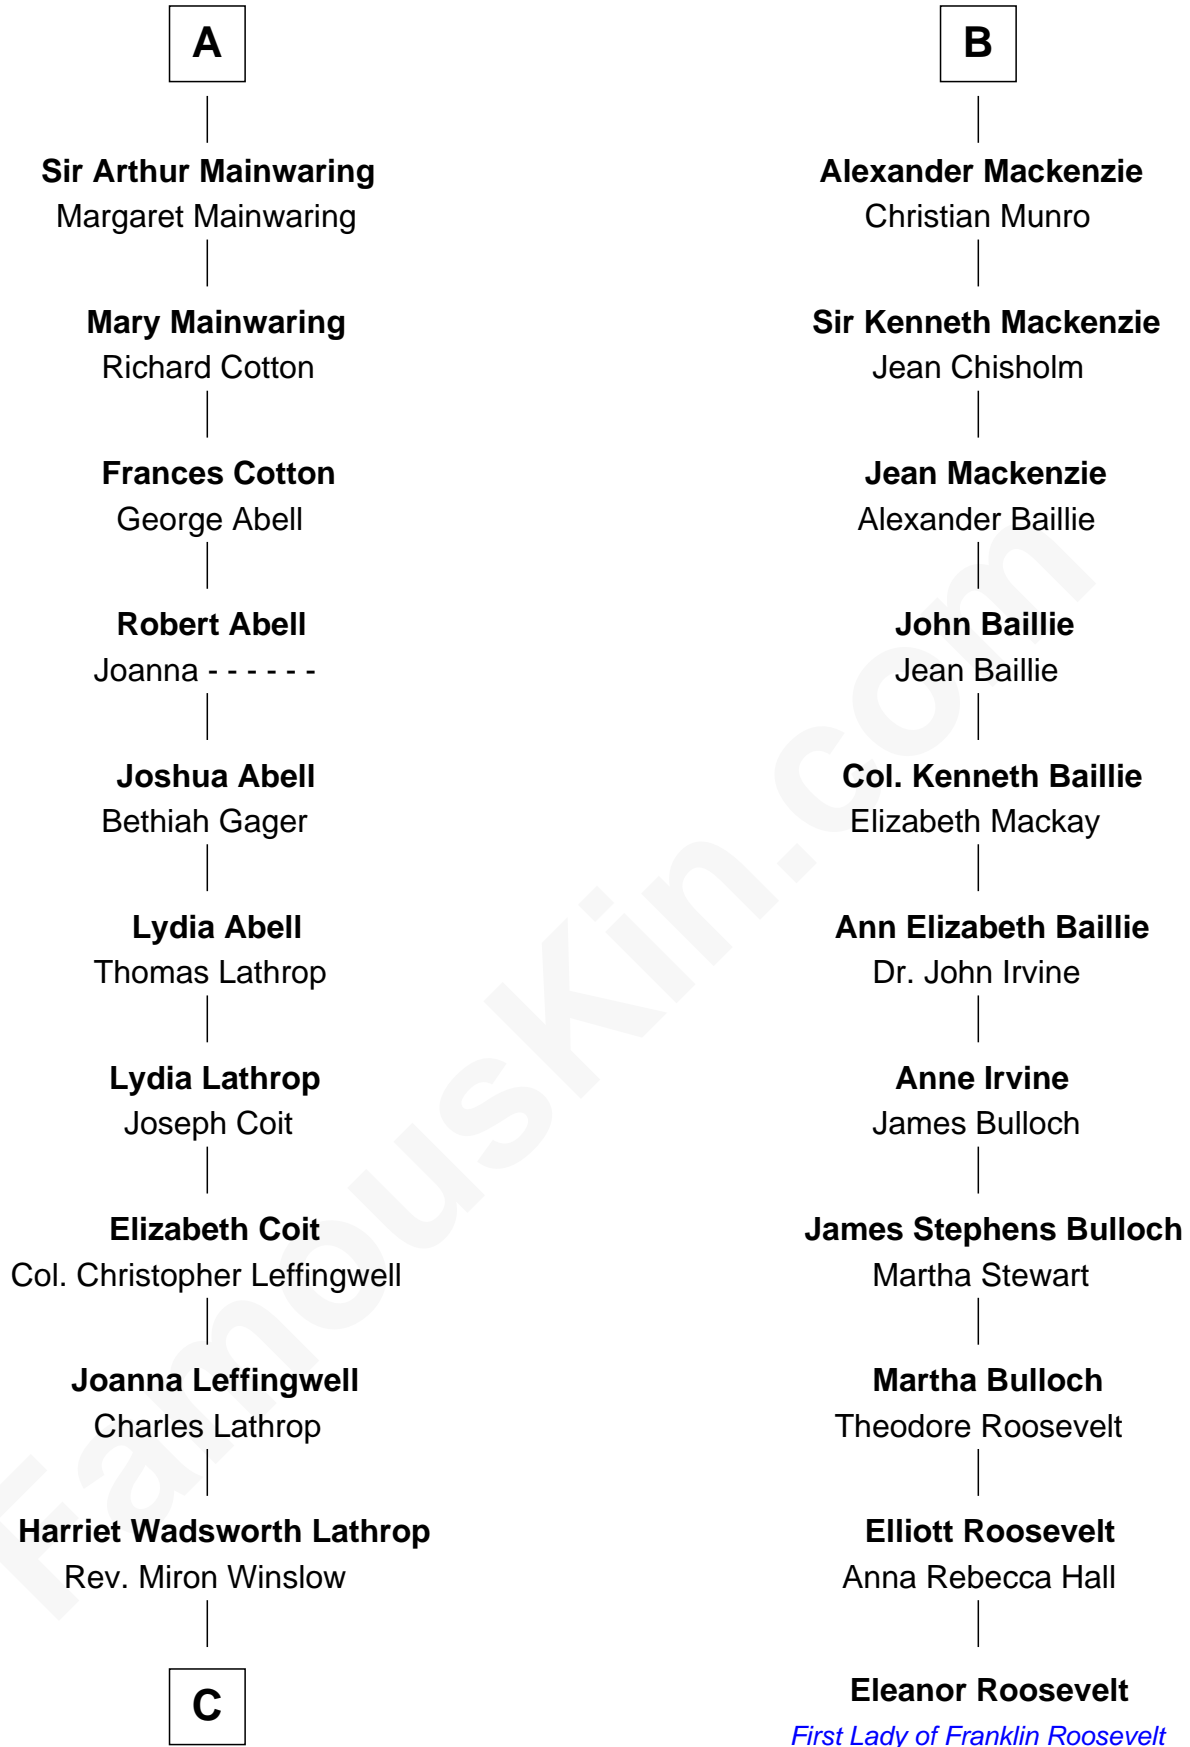 A
Sir Arthur Mainwaring
Margaret Mainwaring
Mary Mainwaring
Richard Cotton
Frances Cotton
George Abell
Robert Abell
Joanna - - - - - -
Joshua Abell
Bethiah Gager
Lydia Abell
Thomas Lathrop
Lydia Lathrop
Joseph Coit
Elizabeth Coit
Col. Christopher Leffingwell
Joanna Leffingwell
Charles Lathrop
Harriet Wadsworth Lathrop
Rev. Miron Winslow
C
B
Alexander Mackenzie
Christian Munro
Sir Kenneth Mackenzie
Jean Chisholm
Jean Mackenzie
Alexander Baillie
John Baillie
Jean Baillie
Col. Kenneth Baillie
Elizabeth Mackay
Ann Elizabeth Baillie
Dr. John Irvine
Anne Irvine
James Bulloch
James Stephens Bulloch
Martha Stewart
Martha Bulloch
Theodore Roosevelt
Elliott Roosevelt
Anna Rebecca Hall
Eleanor Roosevelt
First Lady of Franklin Roosevelt
FamousKin.com